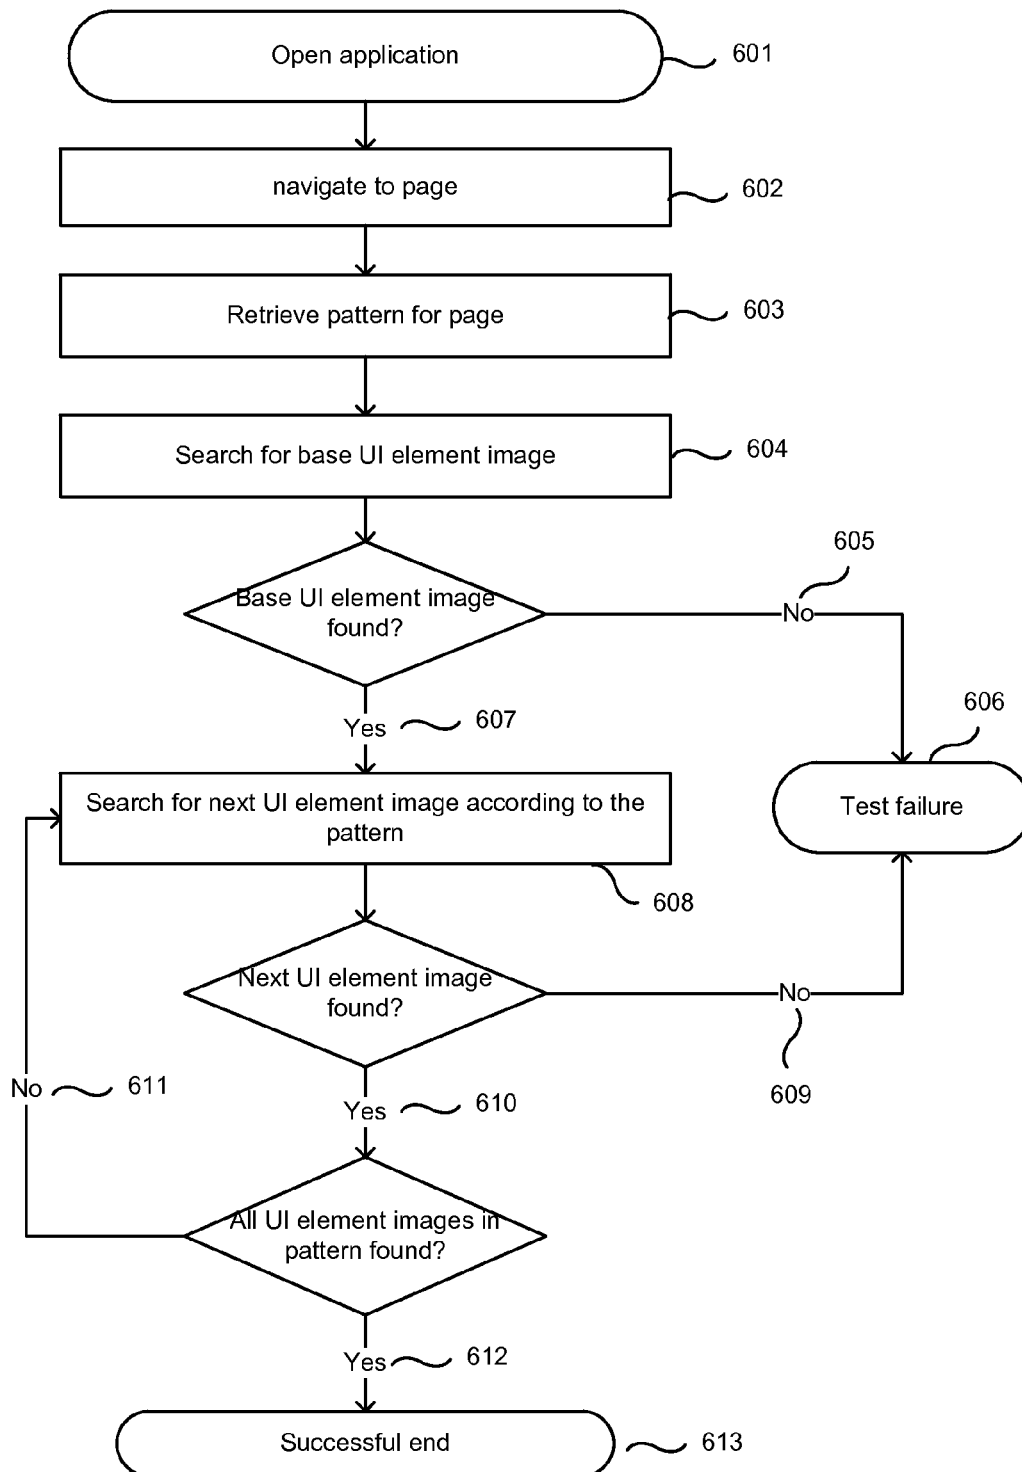 Open application
601
navigate to page
602
Retrieve pattern for page
603
Search for base UI element image
604
605
Base UI element image
found?
No
606
Yes
607
Search for next UI element image according to the
pattern
Test failure
608
Next UI element image
found?
No
609
No
611
Yes
610
All UI element images in
pattern found?
Yes
612
Successful end
613